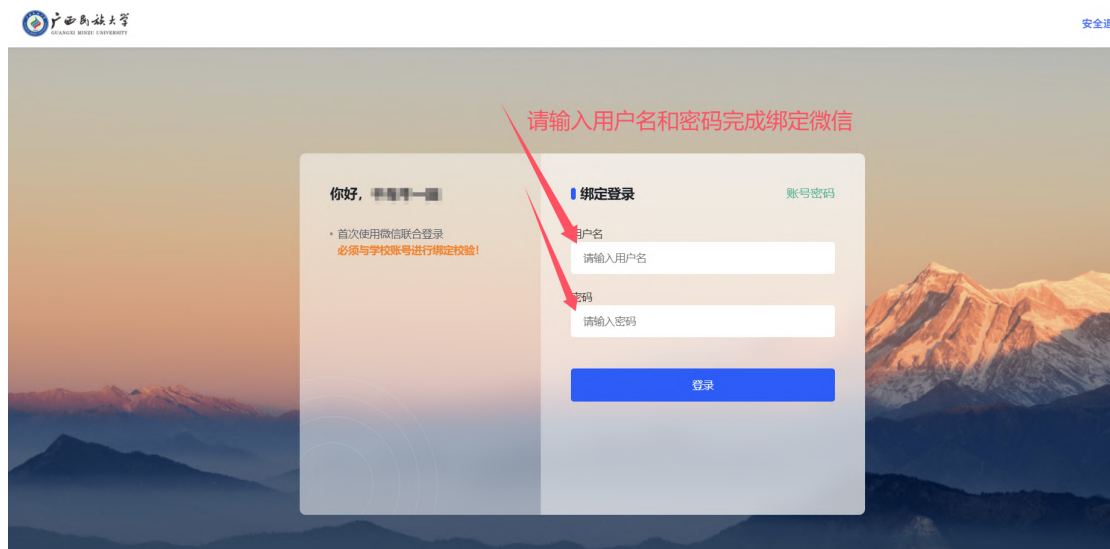 广西民族大学
GUANGXI MINZU UNIVERSITY
安全退
请输入用户名和密码完成绑定微信
你好，
绑定登录
账号密码
• 首次使用微信联合登录
必须与学校账号进行绑定校验！
用户名
请输入用户名
密码
请输入密码
登录